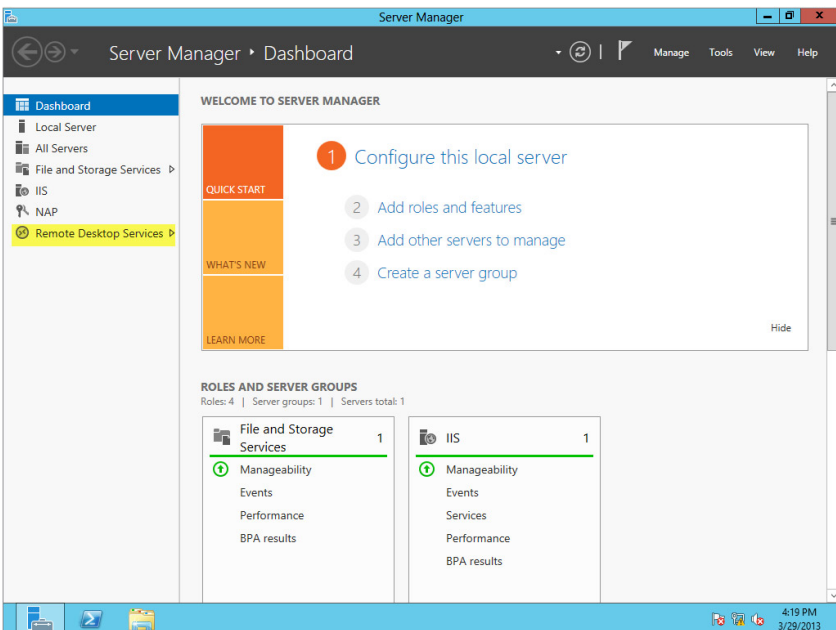 Server Manager
Server Manager ‣ Dashboard
Manage Tools View Help
Dashboard
Local Server
All Servers
File and Storage Services
IIS
NAP
Remote Desktop Services
WELCOME TO SERVER MANAGER
QUICK START
WHAT'S NEW
LEARN MORE
1 Configure this local server
2 Add roles and features
3 Add other servers to manage
4 Create a server group
Hide
ROLES AND SERVER GROUPS
Roles: 4 | Server groups: 1 | Servers total: 1
File and Storage
Services
1
Manageability
Events
Performance
BPA results
IIS 1
Manageability
Events
Services
Performance
BPA results
4:19 PM
3/29/2013